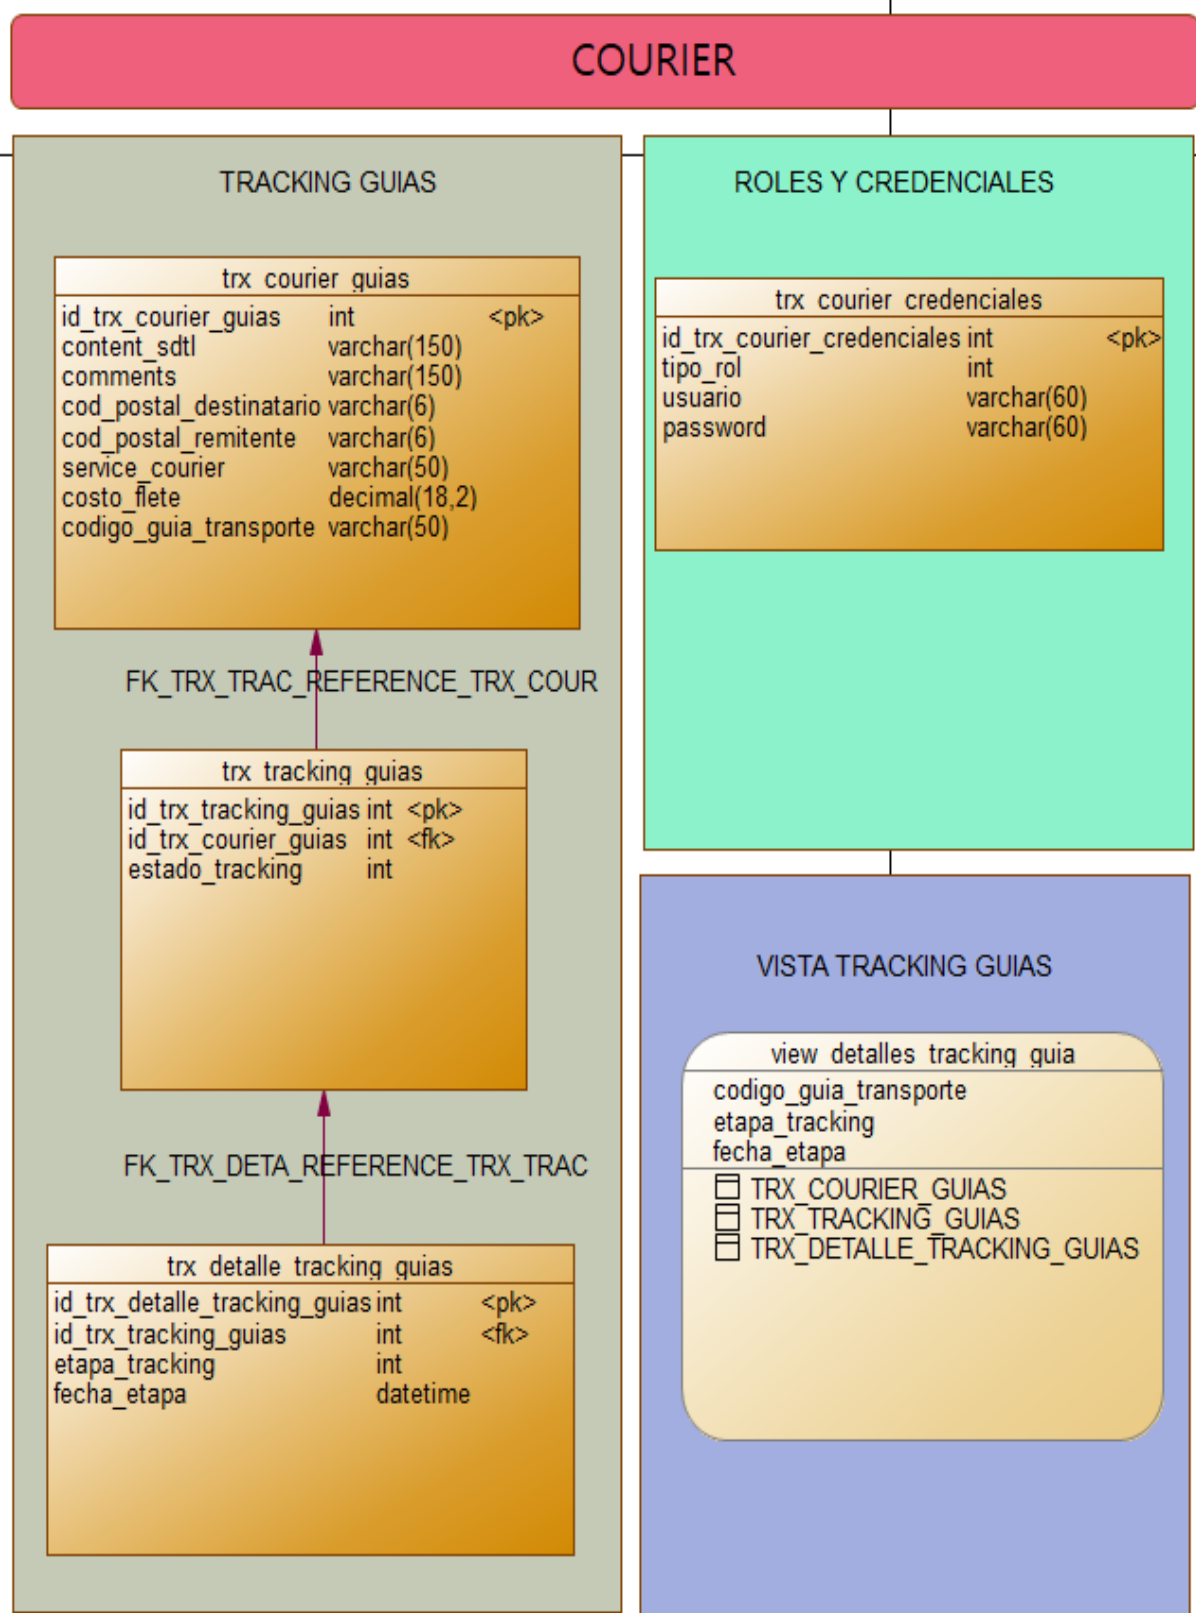 COURIER
TRACKING GUIAS
trx_courier_guias
id_trx_courier_guias int <pk>
content_sdtl varchar(150)
comments varchar(150)
cod_postal_destinatario varchar(6)
cod_postal_remitente varchar(6)
service_courier varchar(50)
costo_flete decimal(18,2)
codigo_guia_transporte varchar(50)
FK_TRX_TRAC_REFERENCE_TRX_COUR
trx_tracking_guias
id_trx_tracking_guias int <pk>
id_trx_courier_guias int <fk>
estado_tracking int
FK_TRX_DETA_REFERENCE_TRX_TRAC
trx_detalle_tracking_guias
id_trx_detalle_tracking_guias int <pk>
id_trx_tracking_guias int <fk>
etapa_tracking int
fecha_etapa datetime
ROLES Y CREDENCIALES
trx_courier_credenciales
id_trx_courier_credenciales int <pk>
tipo_rol int
usuario varchar(60)
password varchar(60)
VISTA TRACKING GUIAS
view_detalles_tracking_guia
codigo_guia_transporte
etapa_tracking
fecha_etapa
TRX_COURIER_GUIAS
TRX_TRACKING_GUIAS
TRX_DETALLE_TRACKING_GUIAS